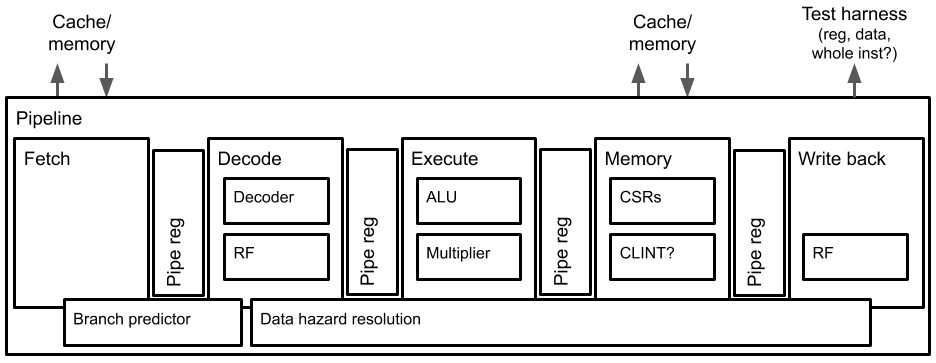 Cache/
memory
Cache/
memory
Test harness
(reg, data,
whole inst?)
Pipeline
Fetch
Pipe reg
Decode
Decoder
RF
Pipe reg
Execute
ALU
Multiplier
Pipe reg
Memory
CSRs
CLINT?
Pipe reg
Write back
RF
Branch predictor
Data hazard resolution